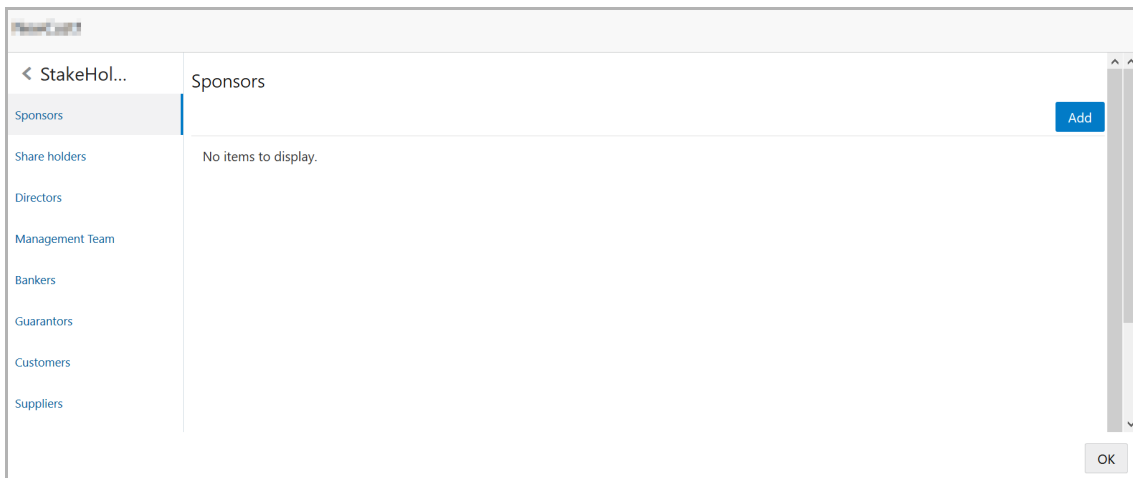 StakeHol...
Sponsors
Share holders
Directors
Management Team
Bankers
Guarantors
Customers
Suppliers
Sponsors
Add
No items to display.
OK